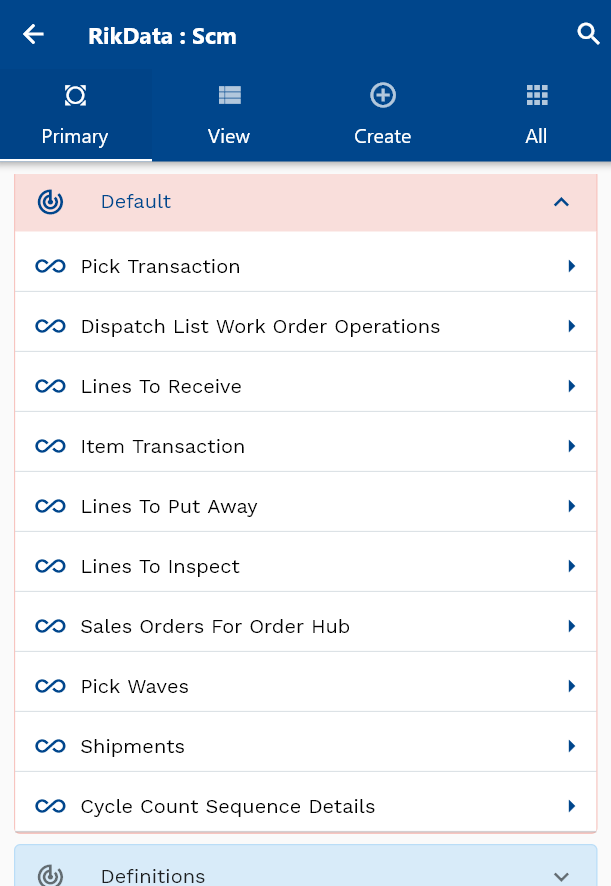 RikData : Scm
Primary
View
Create
All
Default
Pick Transaction
Dispatch List Work Order Operations
Lines To Receive
Item Transaction
Lines To Put Away
Lines To Inspect
Sales Orders For Order Hub
Pick Waves
Shipments
Cycle Count Sequence Details
Definitions